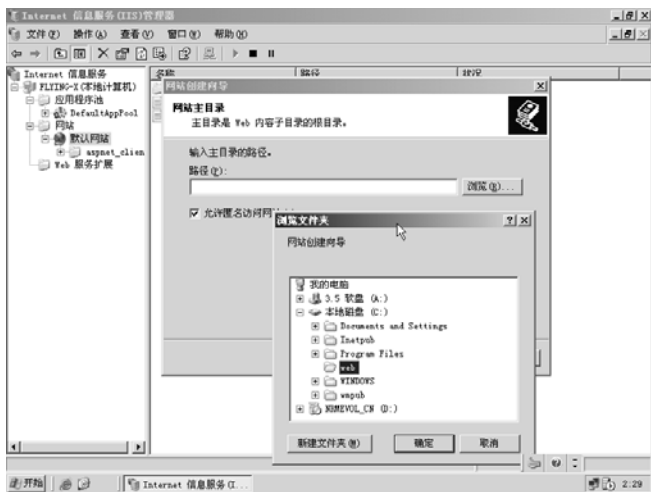 Internet 信息服务(IIS)管理器
文件(F) 操作(A) 查看(V) 窗口(W) 帮助(H)
Internet 信息服务
FLYING-X(本地计算机)
应用程序池
DefaultAppPool
网站
默认网站
aspnet_clien
Web 服务扩展
名称 路径 状况
网站创建向导
网站主目录
主目录是 Web 内容子目录的根目录。
输入主目录的路径。
路径(P):
浏览(R)...
允许匿名访问网
浏览文件夹
网站创建向导
我的电脑
3.5 软盘 (A:)
本地磁盘 (C:)
Documents and Settings
Inetpub
Program Files
web
WINDOWS
wmpub
NRMEVOL_CN (D:)
新建文件夹(M) 确定 取消
开始 Internet 信息服务(I... 2:29